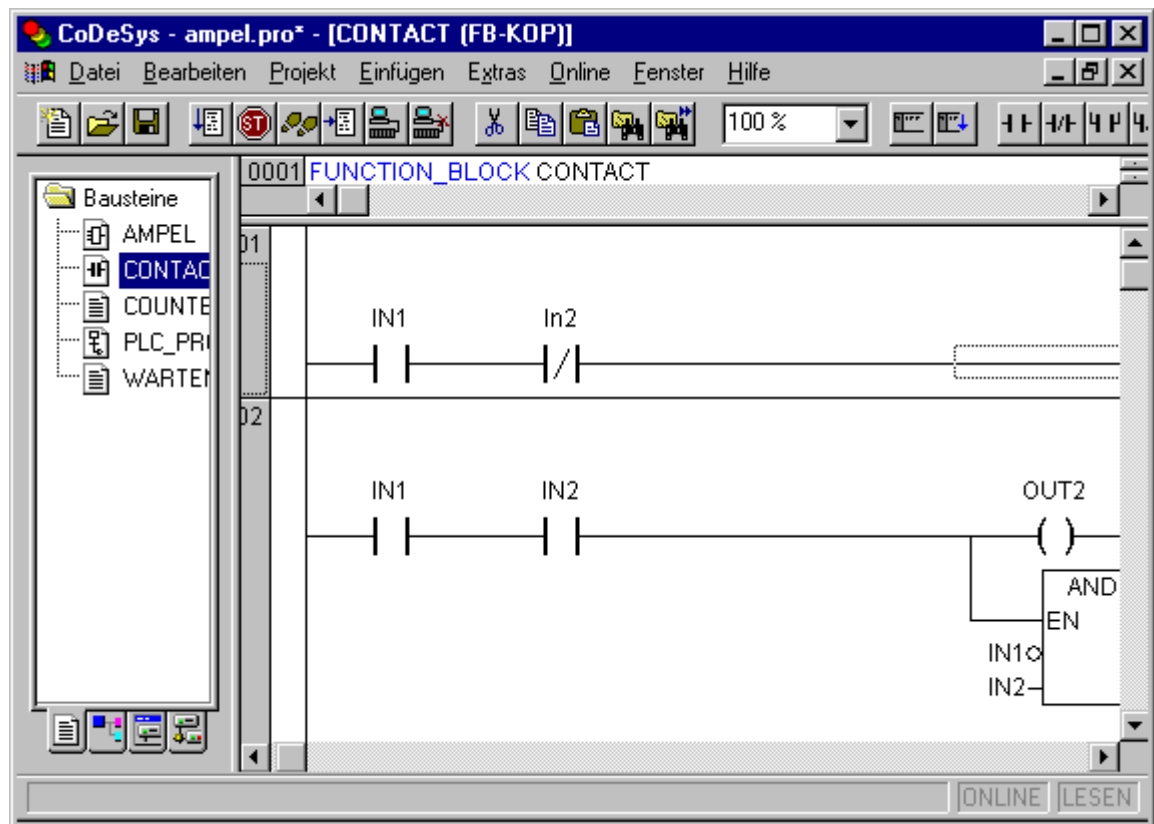 CoDeSys - ampel.pro* - [CONTACT (FB-KOP)]
Datei Bearbeiten Projekt Einfügen Extras Online Fenster Hilfe
ST
100 %
0001 FUNCTION_BLOCK CONTACT
Bausteine
AMPEL
CONTAC
COUNTE
PLC_PR
WARTE
01
IN1 In2
02
IN1 IN2 OUT2
AND
EN
IN1
IN2
ONLINE LESEN